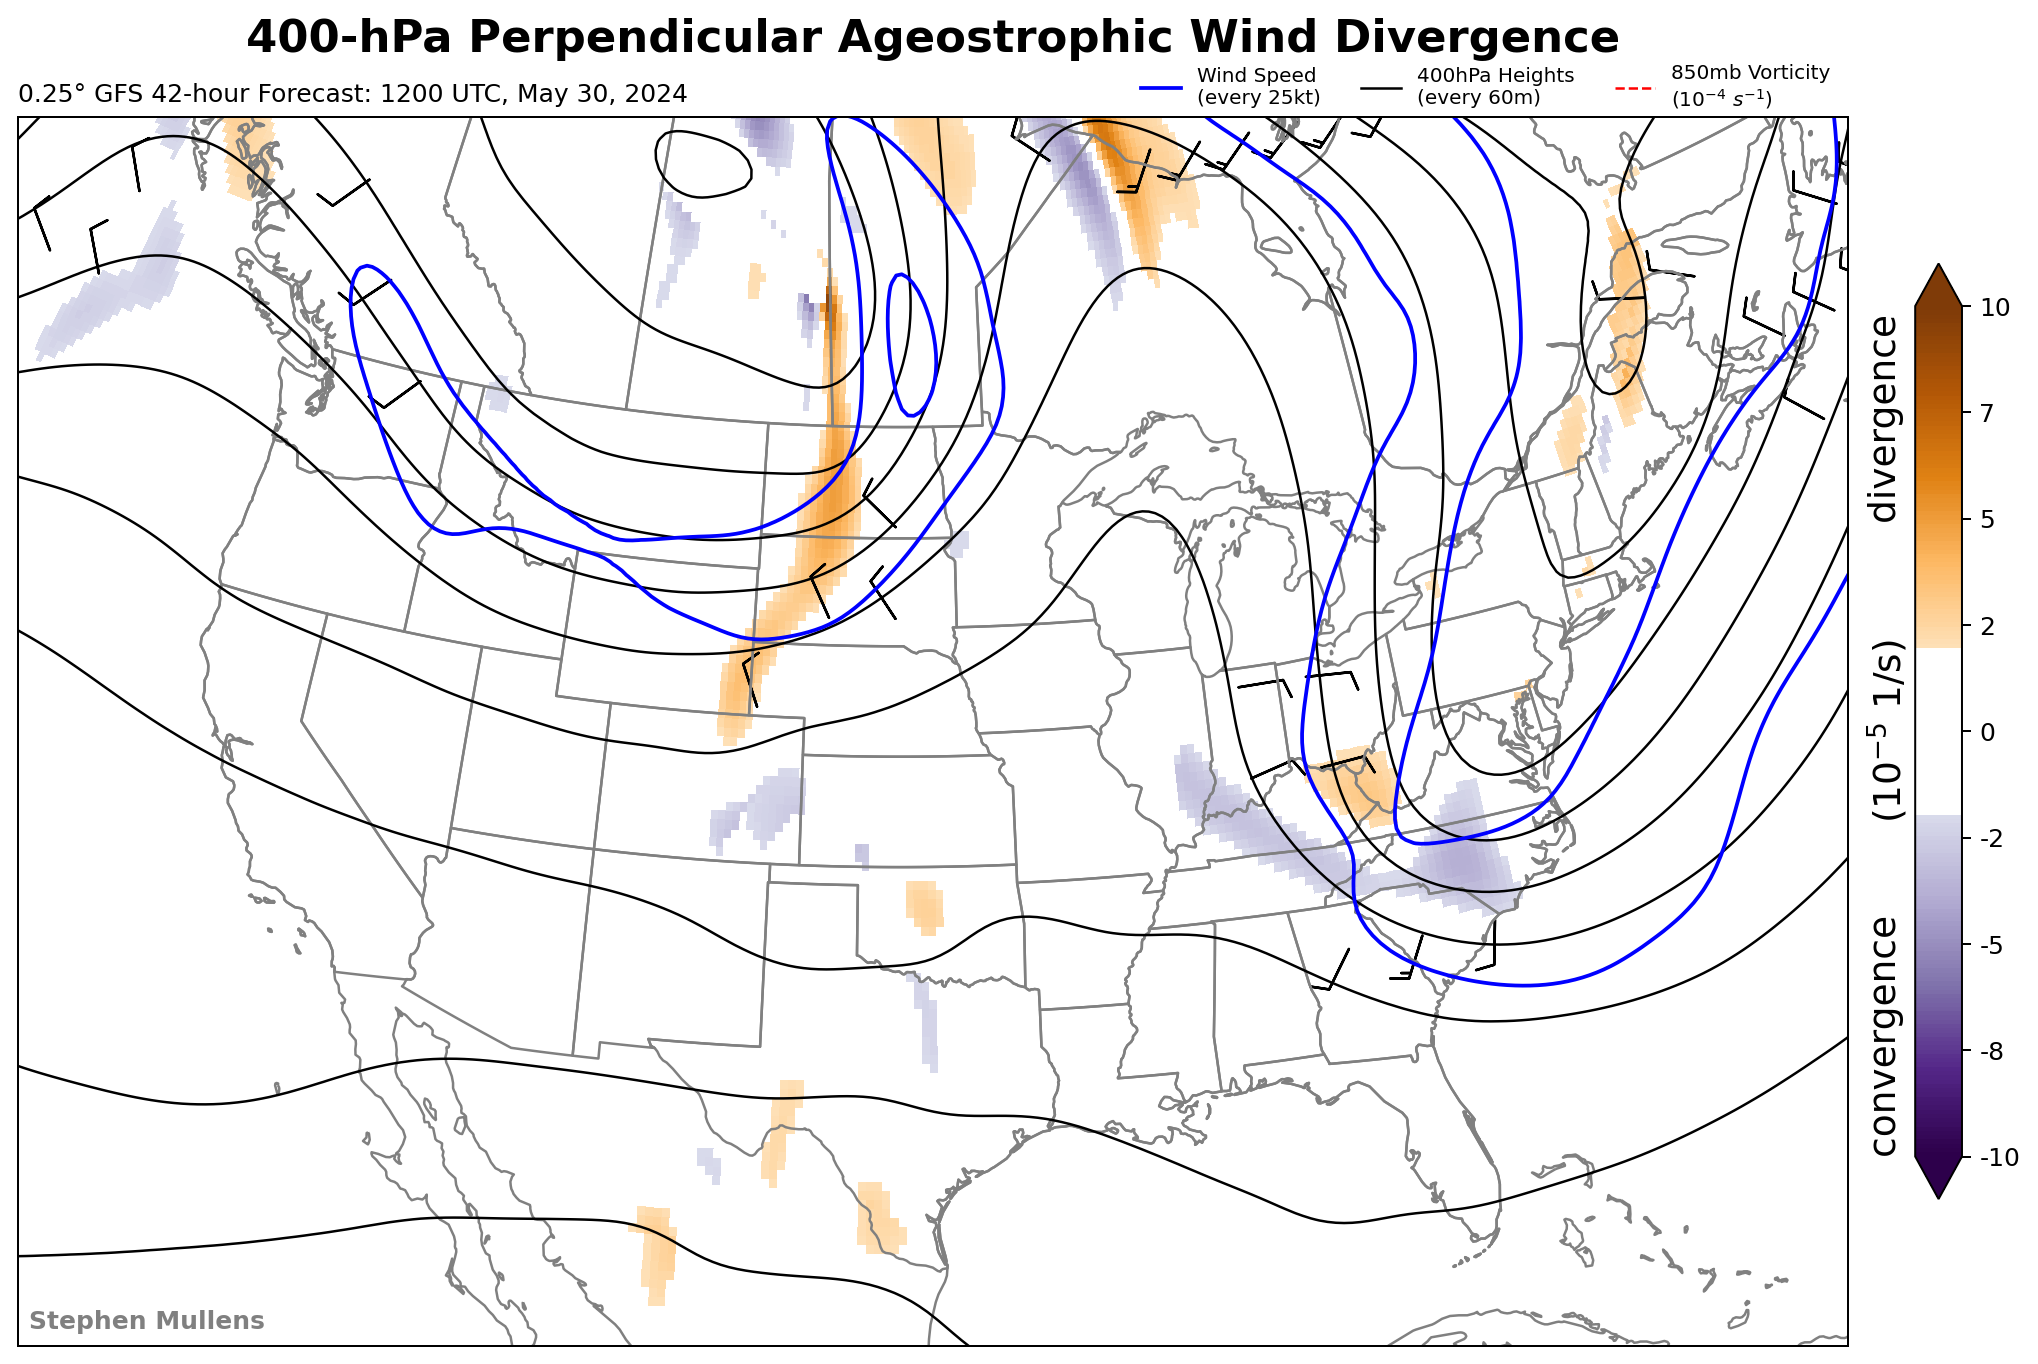 400-hPa Perpendicular Ageostrophic Wind Divergence
0.25° GFS 42-hour Forecast: 1200 UTC, May 30, 2024
Wind Speed
(every 25kt)
400hPa Heights
(every 60m)
850mb Vorticity
(10⁻⁴ s⁻¹)
10
7
5
2
0
-2
-5
-8
-10
convergence (10⁻⁵ 1/s) divergence
Stephen Mullens